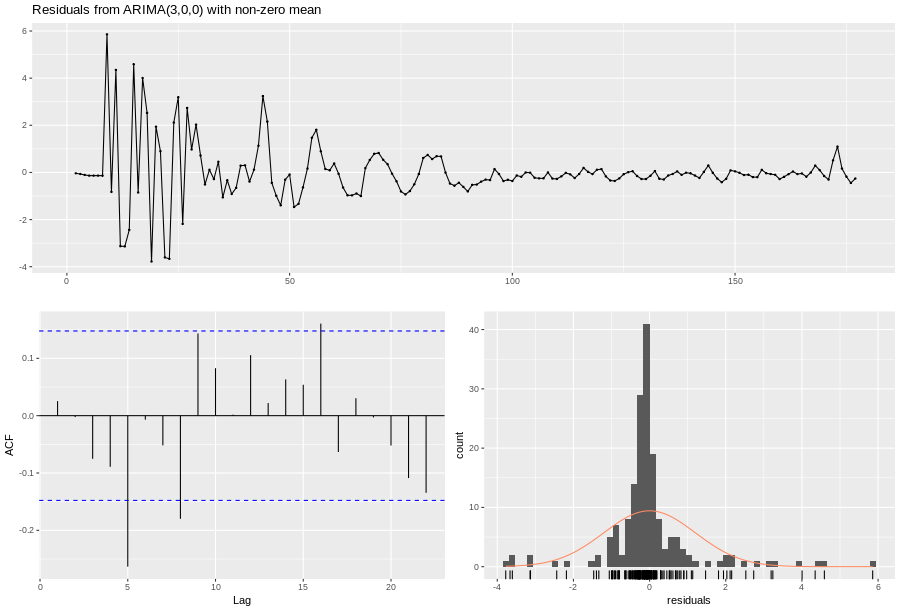 Residuals from ARIMA(3,0,0) with non-zero mean
6
4
2
0
-2
-4
0 50 100 150
ACF
0.1
0.0
-0.1
-0.2
0 5 10 15 20
Lag
count
40
30
20
10
0
-4 -2 0 2 4 6
residuals